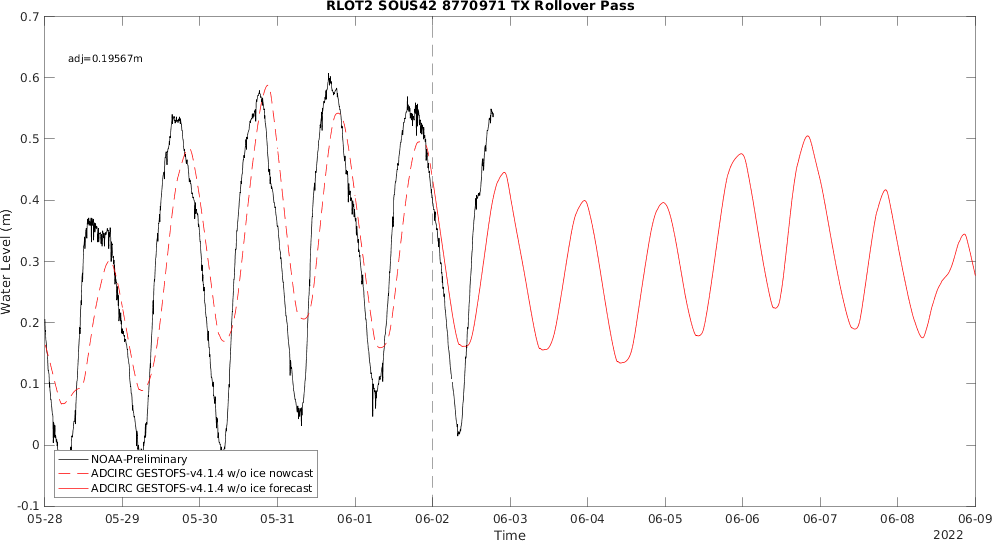 RLOT2 SOUS42 8770971 TX Rollover Pass
adj=0.19567m
Water Level (m)
0.7
0.6
0.5
0.4
0.3
0.2
0.1
0
-0.1
NOAA-Preliminary
ADCIRC GESTOFS-v4.1.4 w/o ice nowcast
ADCIRC GESTOFS-v4.1.4 w/o ice forecast
05-28 05-29 05-30 05-31 06-01 06-02 06-03 06-04 06-05 06-06 06-07 06-08 06-09
Time
2022